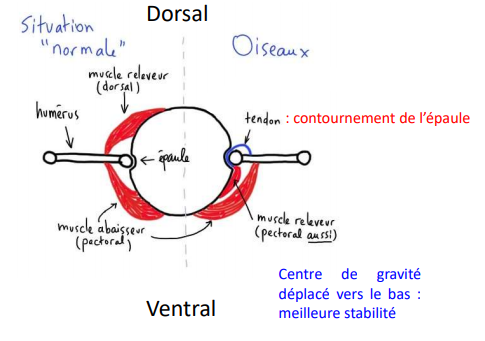 Situation
"normale"
Dorsal
Oiseaux
muscle releveur
(dorsal)
humérus
tendon : contournement de l'épaule
épaule
muscle abaisseur
(pectoral)
muscle releveur
(pectoral aussi)
Centre de gravité
déplacé vers le bas :
meilleure stabilité
Ventral